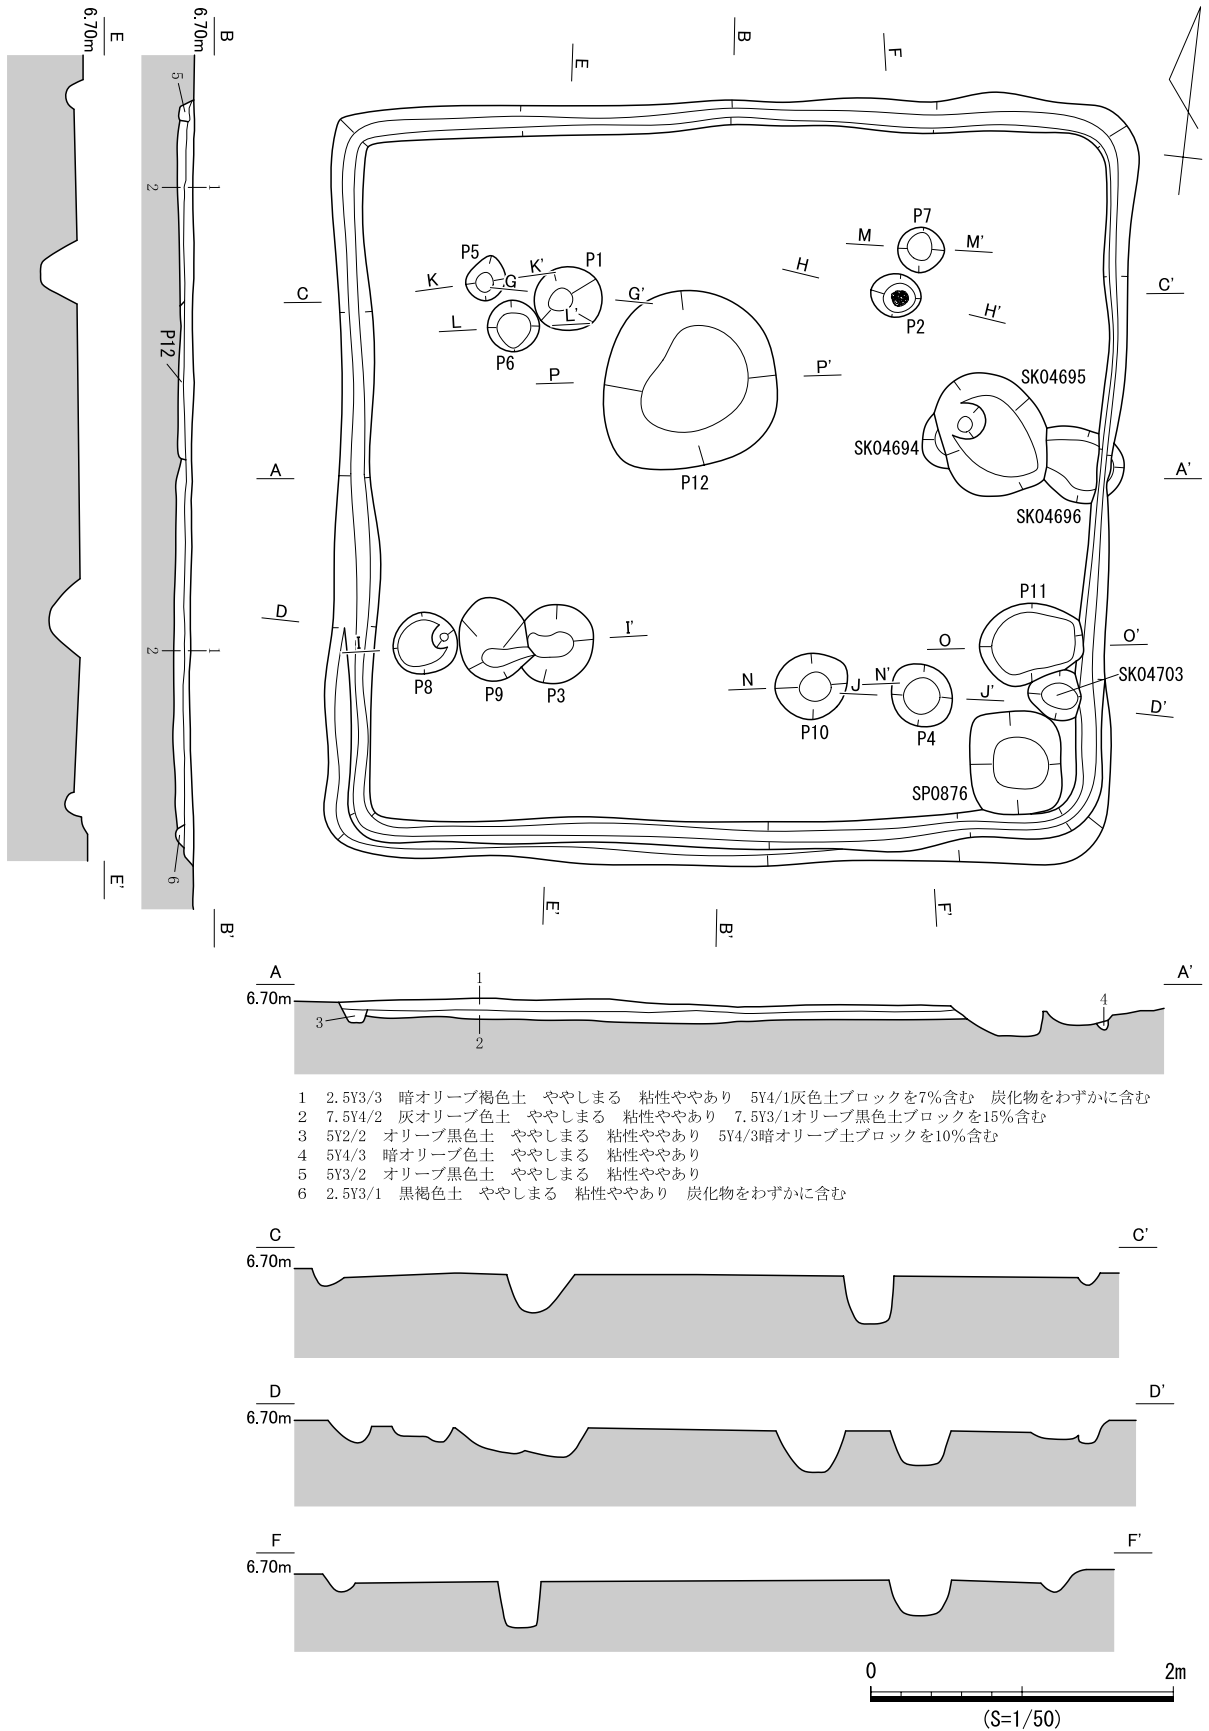 6.70m
E
6.70m
B
B
E
F
5
2
1
P12
2
1
6
E'
B'
P7
M
M'
P5
K
K'
G
P1
H
C
C'
G'
L
L'
P2
H'
P6
P
P'
SK04695
SK04694
A
P12
A'
SK04696
P11
D
I
I'
O
O'
N
J
N'
J'
SK04703
D'
P8
P9
P3
P10
P4
SP0876
E'
B'
F'
A
A'
6.70m
1
4
3
2
1 2.5Y3/3 暗オリーブ褐色土 ややしまる 粘性ややあり 5Y4/1灰色土ブロックを7%含む 炭化物をわずかに含む
2 7.5Y4/2 灰オリーブ色土 ややしまる 粘性ややあり 7.5Y3/1オリーブ黒色土ブロックを15%含む
3 5Y2/2 オリーブ黒色土 ややしまる 粘性ややあり 5Y4/3暗オリーブ土ブロックを10%含む
4 5Y4/3 暗オリーブ色土 ややしまる 粘性ややあり
5 5Y3/2 オリーブ黒色土 ややしまる 粘性ややあり
6 2.5Y3/1 黒褐色土 ややしまる 粘性ややあり 炭化物をわずかに含む
C
C'
6.70m
D
D'
6.70m
F
F'
6.70m
0 2m
(S=1/50)